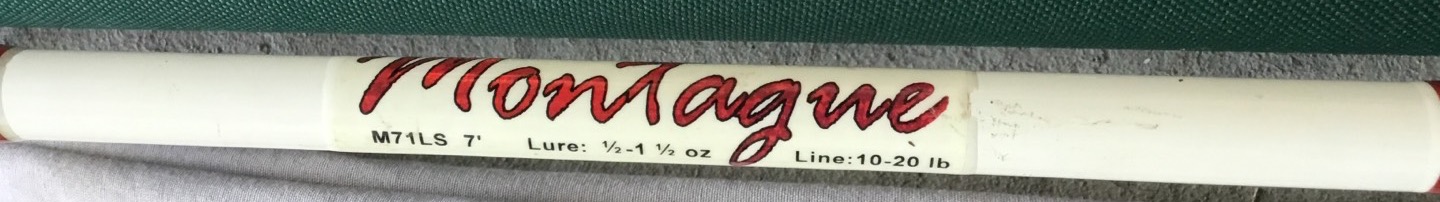 Montague
M71LS 7' Lure: ½-1 ½ oz Line:10-20 lb